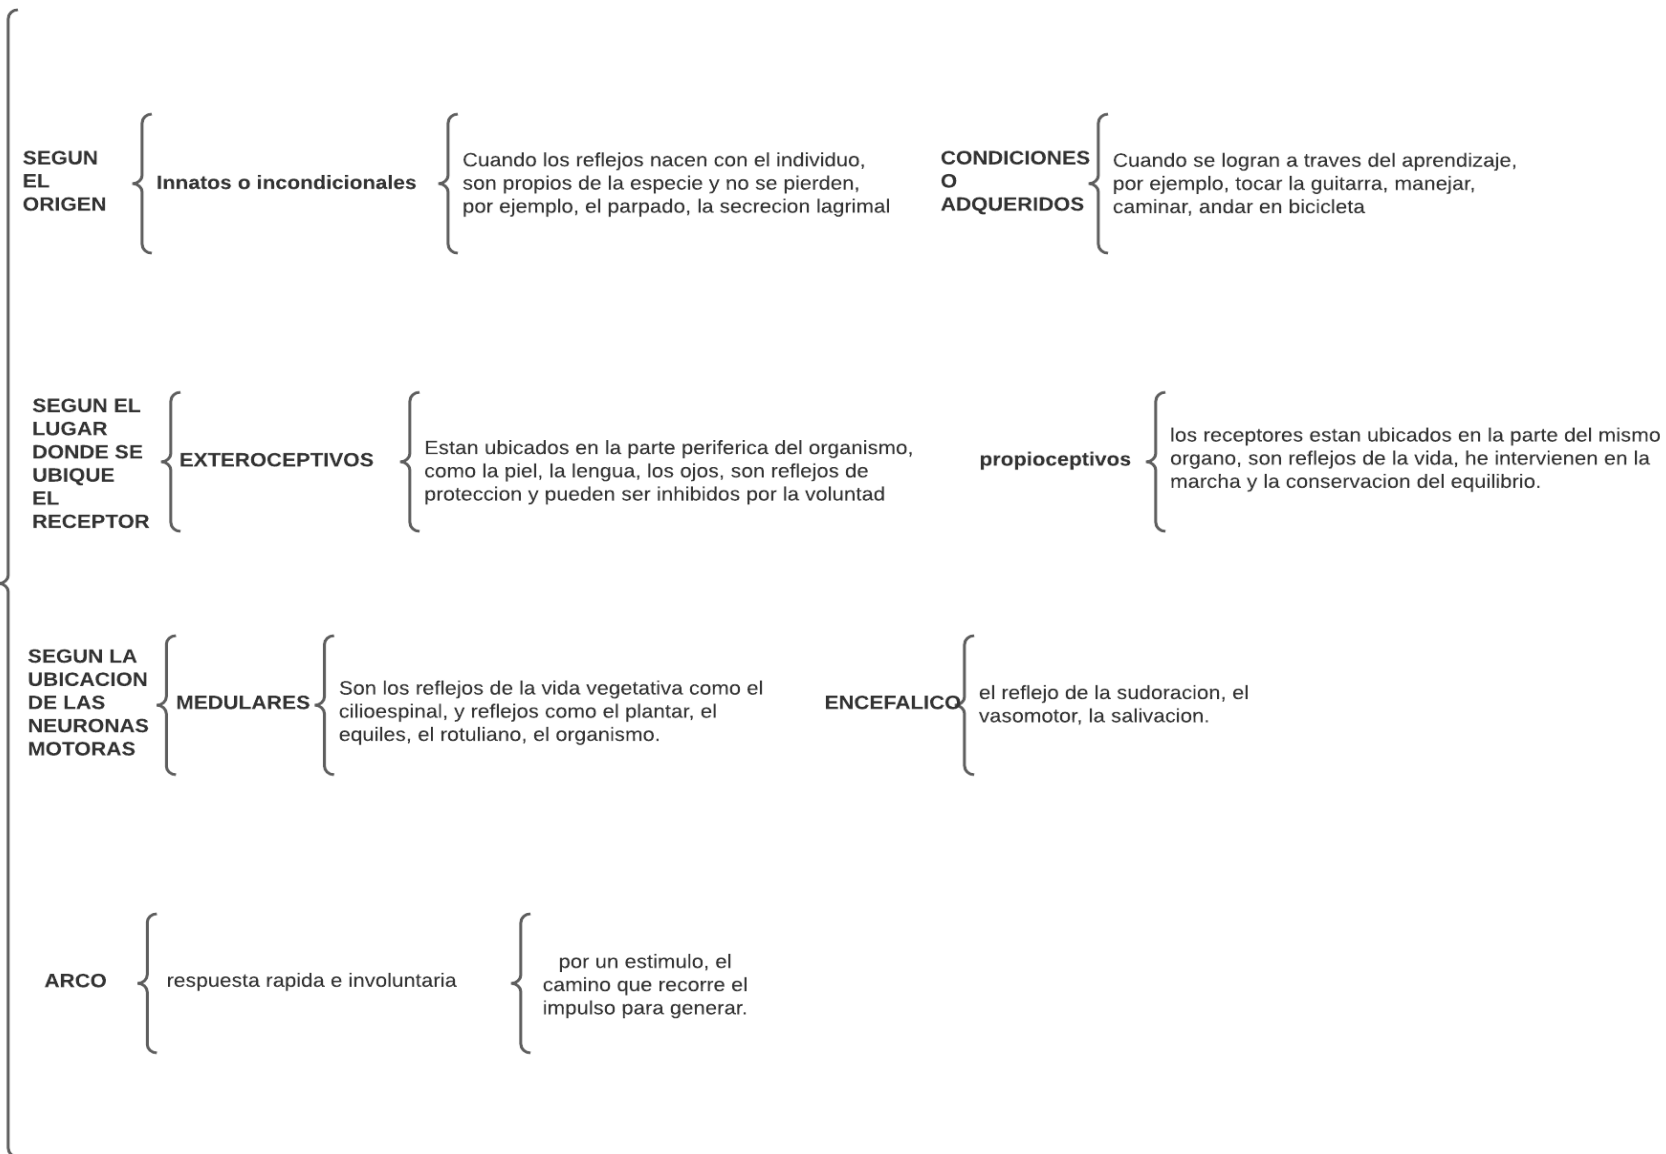 SEGUN
EL
ORIGEN
Innatos o incondicionales
Cuando los reflejos nacen con el individuo,
son propios de la especie y no se pierden,
por ejemplo, el parpado, la secrecion lagrimal
CONDICIONES
O
ADQUERIDOS
Cuando se logran a traves del aprendizaje,
por ejemplo, tocar la guitarra, manejar,
caminar, andar en bicicleta
SEGUN EL
LUGAR
DONDE SE
UBIQUE
EL
RECEPTOR
EXTEROCEPTIVOS
Estan ubicados en la parte periferica del organismo,
como la piel, la lengua, los ojos, son reflejos de
proteccion y pueden ser inhibidos por la voluntad
propioceptivos
los receptores estan ubicados en la parte del mismo
organo, son reflejos de la vida, he intervienen en la
marcha y la conservacion del equilibrio.
SEGUN LA
UBICACION
DE LAS
NEURONAS
MOTORAS
MEDULARES
Son los reflejos de la vida vegetativa como el
cilioespinal, y reflejos como el plantar, el
equiles, el rotuliano, el organismo.
ENCEFALICO
el reflejo de la sudoracion, el
vasomotor, la salivacion.
ARCO
respuesta rapida e involuntaria
por un estimulo, el
camino que recorre el
impulso para generar.